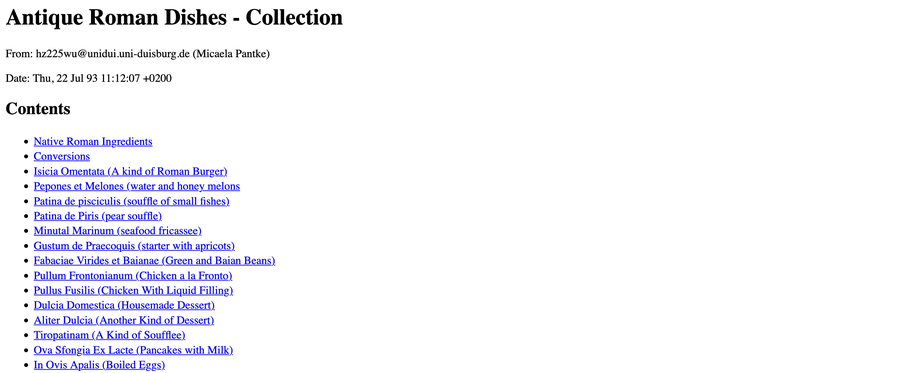 Antique Roman Dishes - Collection
From: hz225wu@unidui.uni-duisburg.de (Micaela Pantke)
Date: Thu, 22 Jul 93 11:12:07 +0200
Contents
• Native Roman Ingredients
• Conversions
• Isicia Omentata (A kind of Roman Burger)
• Pepones et Melones (water and honey melons
• Patina de pisciculis (souffle of small fishes)
• Patina de Piris (pear souffle)
• Minutal Marinum (seafood fricassee)
• Gustum de Praecoquis (starter with apricots)
• Fabaciae Virides et Baianae (Green and Baian Beans)
• Pullum Frontonianum (Chicken a la Fronto)
• Pullus Fusilis (Chicken With Liquid Filling)
• Dulcia Domestica (Housemade Dessert)
• Aliter Dulcia (Another Kind of Dessert)
• Tiropatinam (A Kind of Soufflee)
• Ova Sfongia Ex Lacte (Pancakes with Milk)
• In Ovis Apalis (Boiled Eggs)